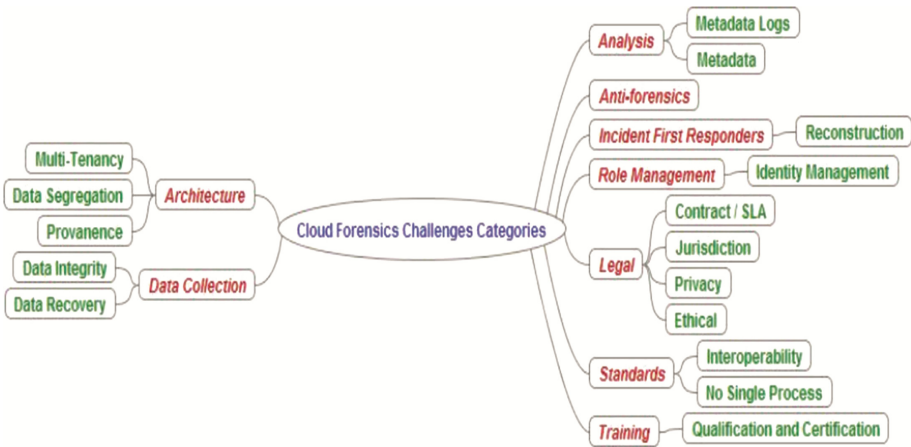 Cloud Forensics Challenges Categories
Architecture
Multi-Tenancy
Data Segregation
Provanence
Data Collection
Data Integrity
Data Recovery
Analysis
Metadata Logs
Metadata
Anti-forensics
Incident First Responders
Reconstruction
Role Management
Identity Management
Legal
Contract / SLA
Jurisdiction
Privacy
Ethical
Standards
Interoperability
No Single Process
Training
Qualification and Certification